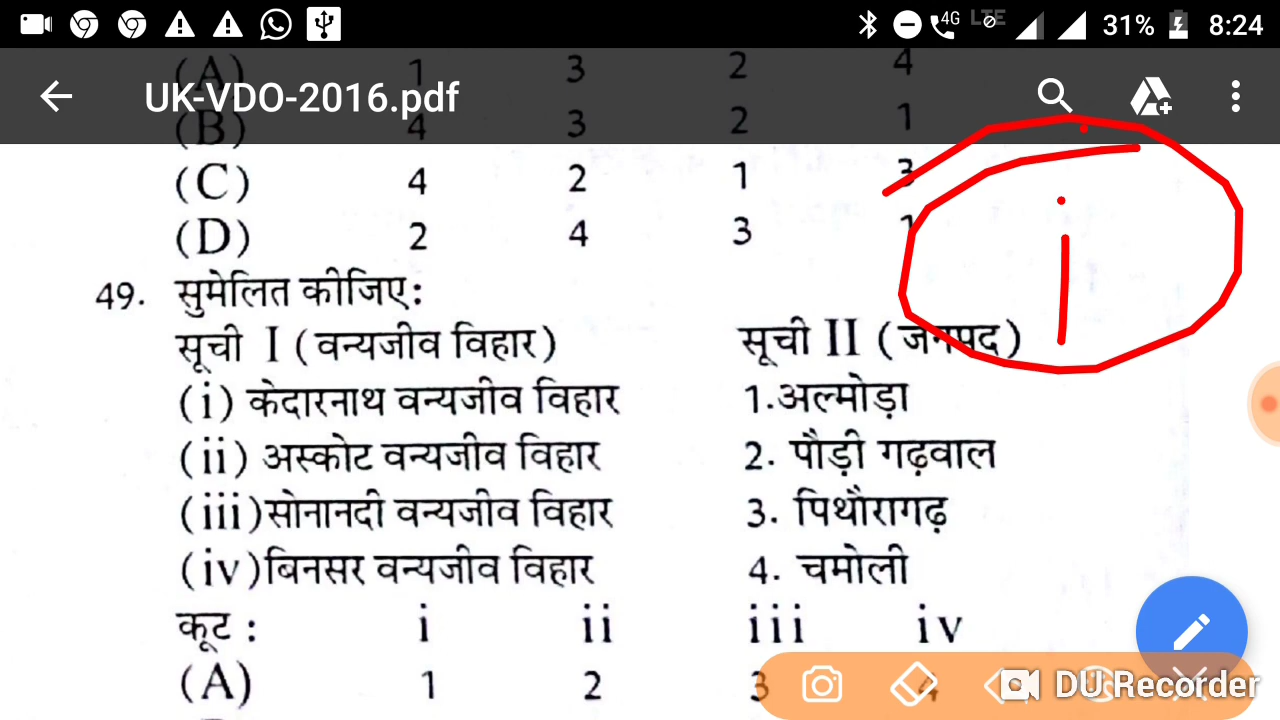 4G LTE 31% 8:24
(A) 1 3 2 4
UK-VDO-2016.pdf
(B) 4 3 2 1
(C) 4 2 1 3
(D) 2 4 3 1
i
49. सुमेलित कीजिए:
सूची I (वन्यजीव विहार) सूची II (जनपद)
(i) केदारनाथ वन्यजीव विहार 1.अल्मोड़ा
(ii) अस्कोट वन्यजीव विहार 2. पौड़ी गढ़वाल
(iii)सोनानदी वन्यजीव विहार 3. पिथौरागढ़
(iv)बिनसर वन्यजीव विहार 4. चमोली
कूट : i ii iii iv
(A) 1 2 3 4
DU Recorder